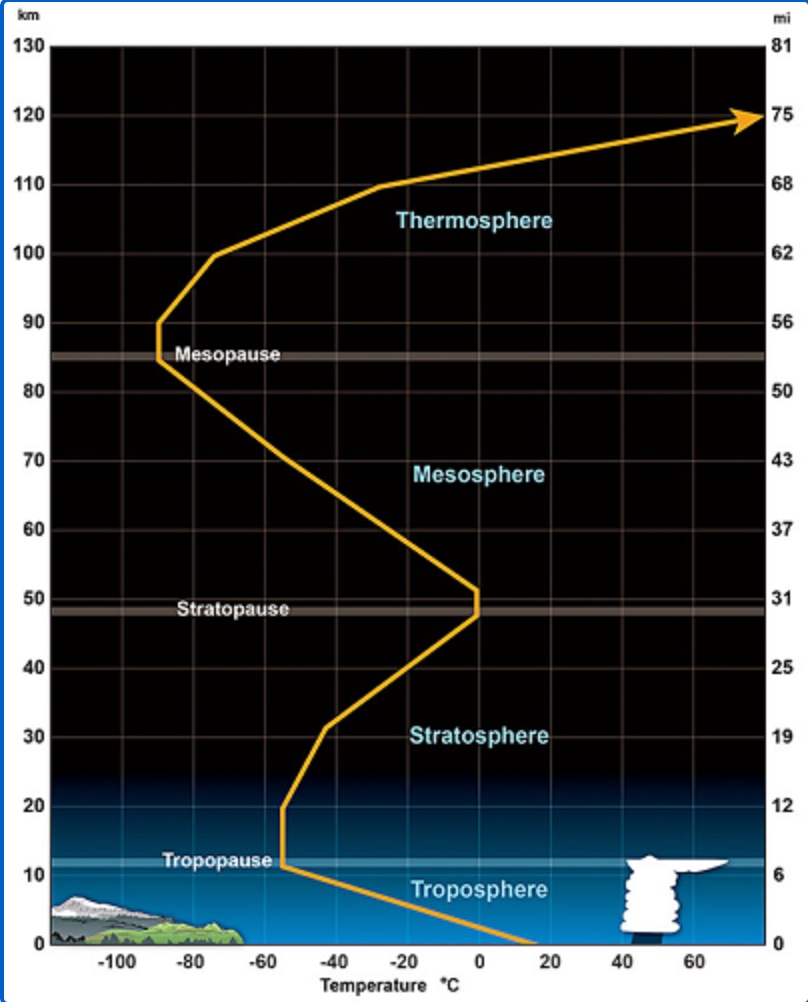 km mi
130 81
120 75
110 68
Thermosphere
100 62
90 56
Mesopause
80 50
70 43
Mesosphere
60 37
50 31
Stratopause
40 25
30 19
Stratosphere
20 12
Tropopause
10 6
Troposphere
0 0
-100 -80 -60 -40 -20 0 20 40 60
Temperature °C